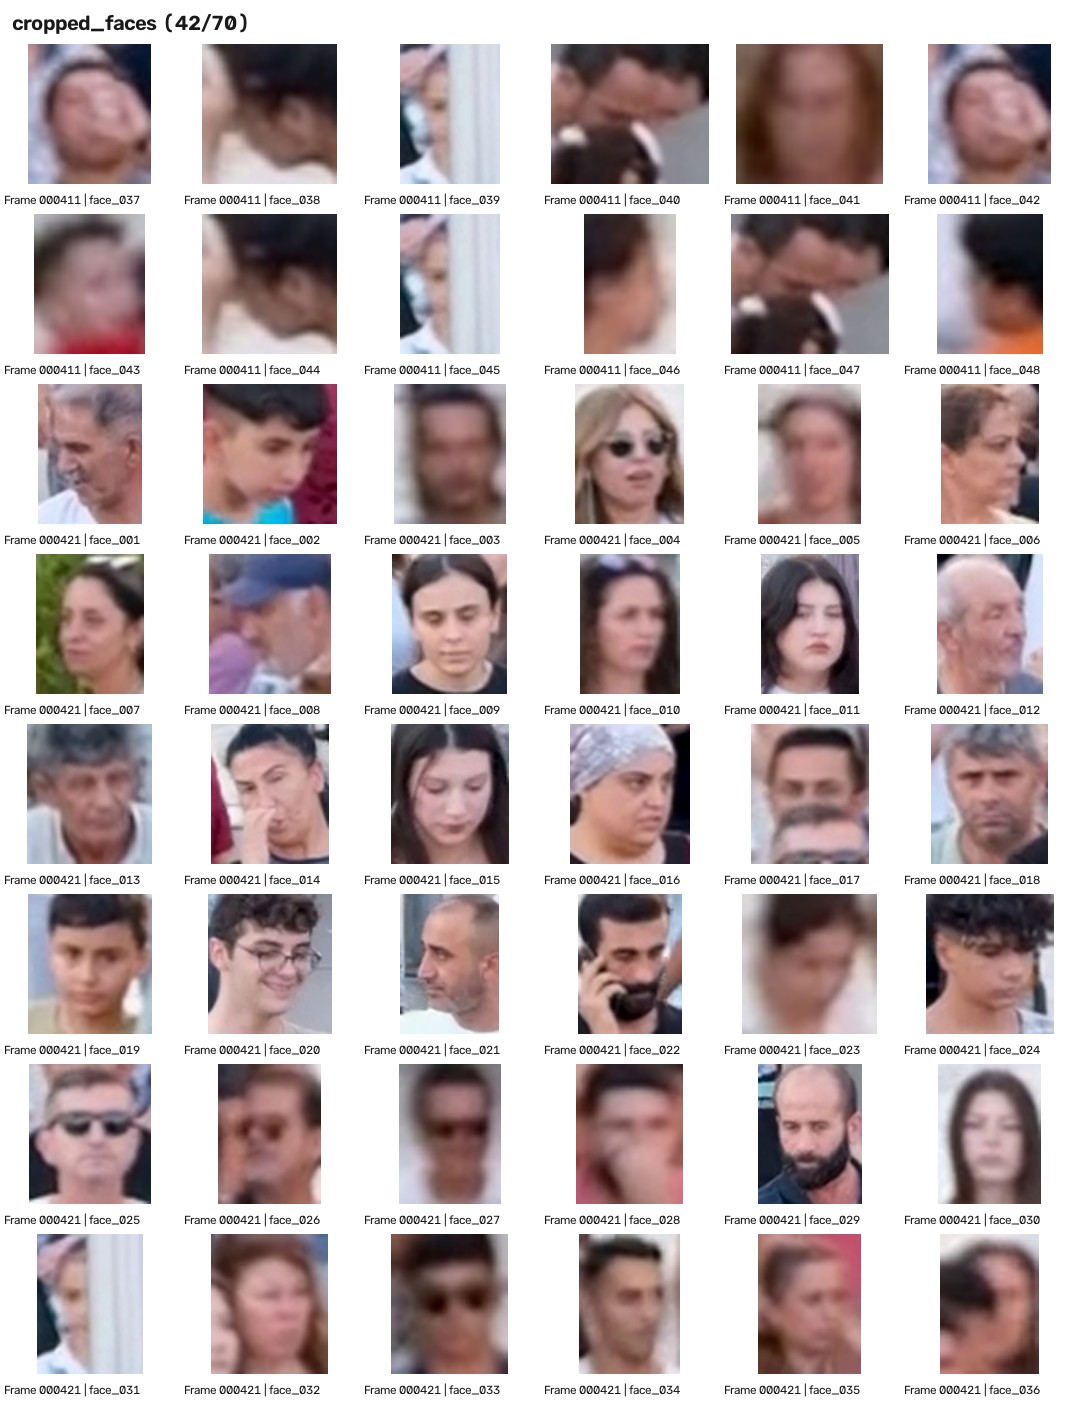 cropped_faces (42/70)
Frame 000411 | face_037 Frame 000411 | face_038 Frame 000411 | face_039 Frame 000411 | face_040 Frame 000411 | face_041 Frame 000411 | face_042
Frame 000411 | face_043 Frame 000411 | face_044 Frame 000411 | face_045 Frame 000411 | face_046 Frame 000411 | face_047 Frame 000411 | face_048
Frame 000421 | face_001 Frame 000421 | face_002 Frame 000421 | face_003 Frame 000421 | face_004 Frame 000421 | face_005 Frame 000421 | face_006
Frame 000421 | face_007 Frame 000421 | face_008 Frame 000421 | face_009 Frame 000421 | face_010 Frame 000421 | face_011 Frame 000421 | face_012
Frame 000421 | face_013 Frame 000421 | face_014 Frame 000421 | face_015 Frame 000421 | face_016 Frame 000421 | face_017 Frame 000421 | face_018
Frame 000421 | face_019 Frame 000421 | face_020 Frame 000421 | face_021 Frame 000421 | face_022 Frame 000421 | face_023 Frame 000421 | face_024
Frame 000421 | face_025 Frame 000421 | face_026 Frame 000421 | face_027 Frame 000421 | face_028 Frame 000421 | face_029 Frame 000421 | face_030
Frame 000421 | face_031 Frame 000421 | face_032 Frame 000421 | face_033 Frame 000421 | face_034 Frame 000421 | face_035 Frame 000421 | face_036